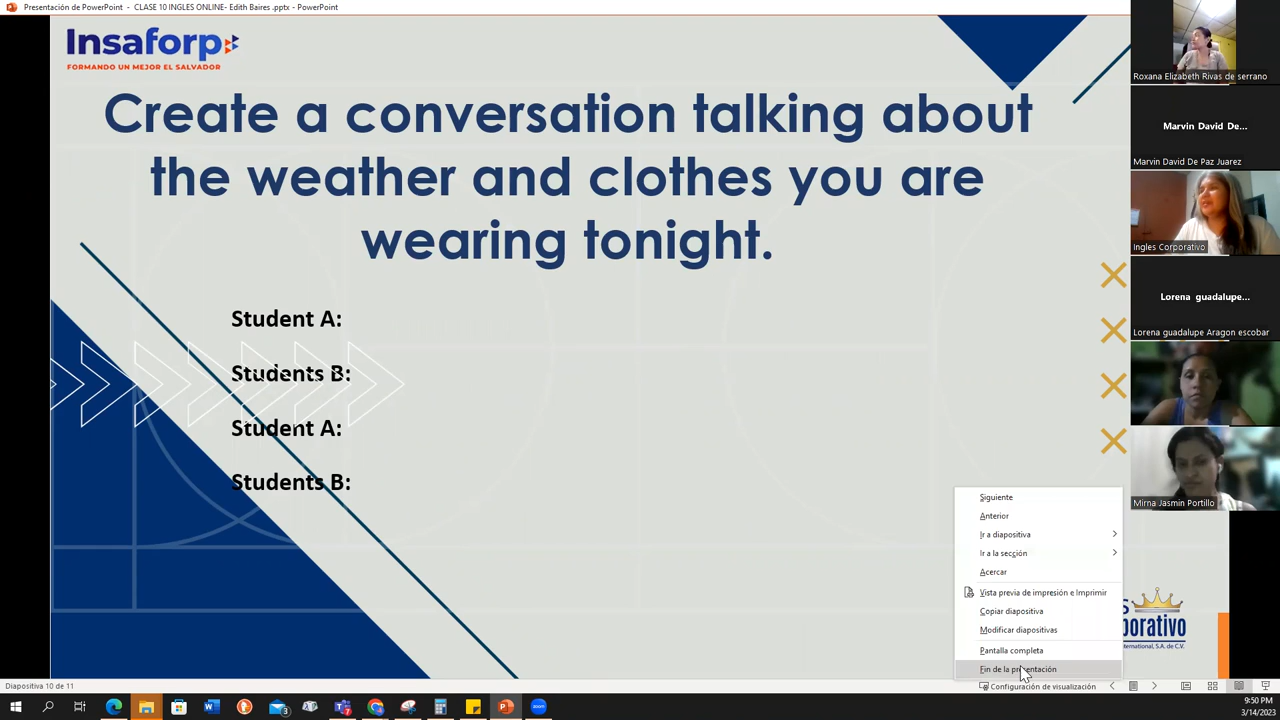 Presentación de PowerPoint - CLASE 10 INGLES ONLINE- Edith Baires .pptx - PowerPoint
Insaforp
FORMANDO UN MEJOR EL SALVADOR
Create a conversation talking about
the weather and clothes you are
wearing tonight.
Student A:
Students B:
Student A:
Students B:
Roxana Elizabeth Rivas de serrano
Marvin David De...
Marvin David De Paz Juarez
Ingles Corporativo
Lorena guadalupe...
Lorena guadalupe Aragon escobar
Mirna Jasmin Portillo
Siguiente
Anterior
Ir a diapositiva
Ir a la sección
Acercar
Vista previa de impresión e Imprimir
Copiar diapositiva
Modificar diapositivas
Pantalla completa
Fin de la presentación
s
porativo
International, S.A. de C.V.
Diapositiva 10 de 11
Configuración de visualización
9:50 PM
3/14/2023